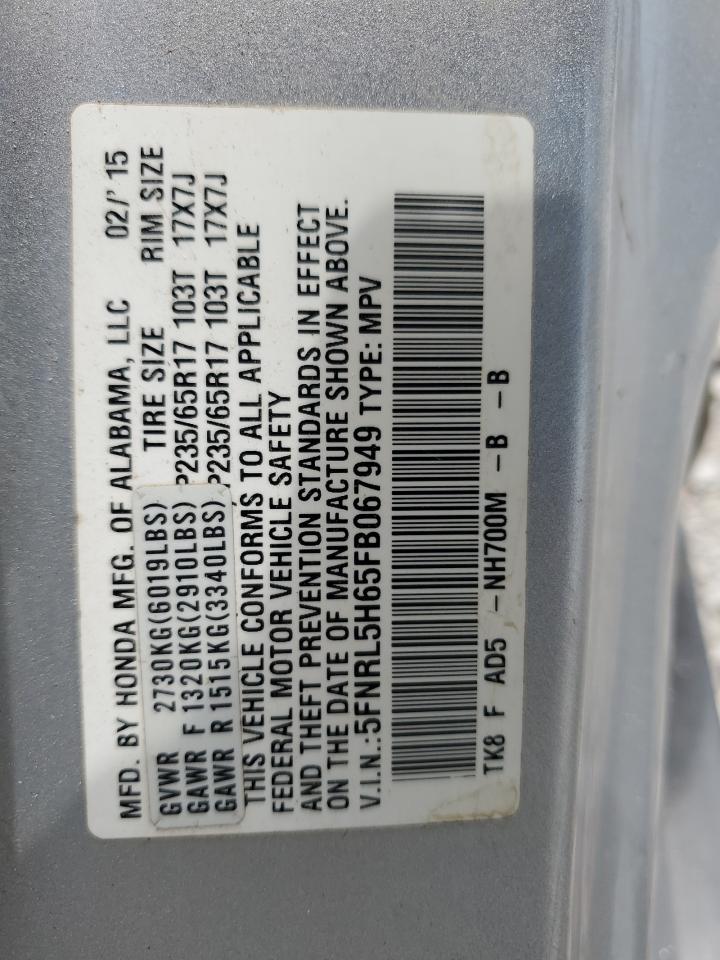 MFD. BY HONDA MFG. OF ALABAMA, LLC 02/'15
GVWR 2730KG(6019LBS) TIRE SIZE RIM SIZE
GAWR F 1320KG(2910LBS) P235/65R17 103T 17X7J
GAWR R 1515KG(3340LBS) P235/65R17 103T 17X7J
THIS VEHICLE CONFORMS TO ALL APPLICABLE
FEDERAL MOTOR VEHICLE SAFETY
AND THEFT PREVENTION STANDARDS IN EFFECT
ON THE DATE OF MANUFACTURE SHOWN ABOVE.
V.I.N.:5FNRL5H65FB067949 TYPE: MPV
TK8 F AD5 -NH700M -B -B